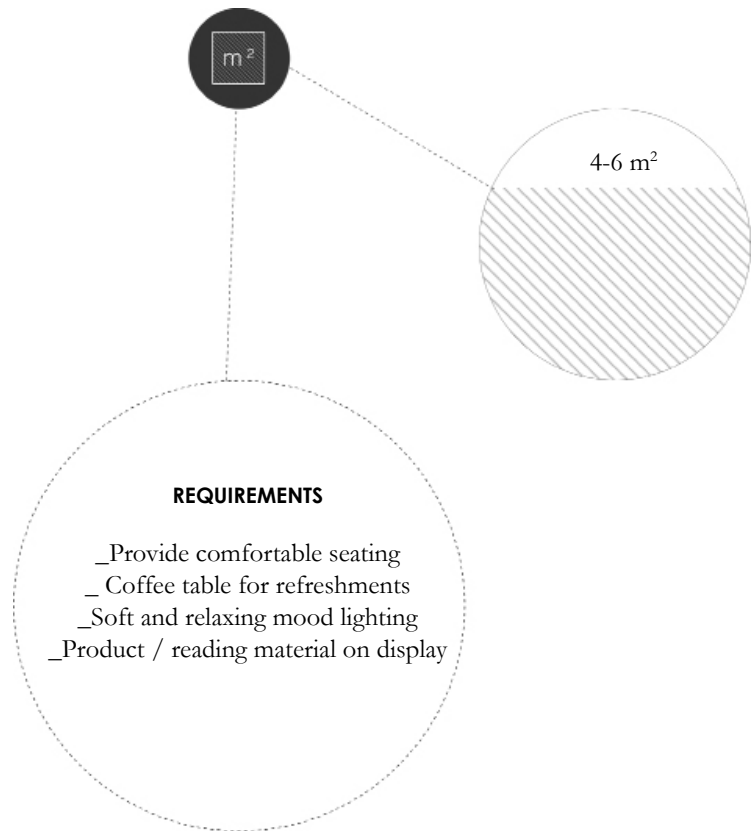 m²
4-6 m²
REQUIREMENTS
_Provide comfortable seating
_ Coffee table for refreshments
_Soft and relaxing mood lighting
_Product / reading material on display